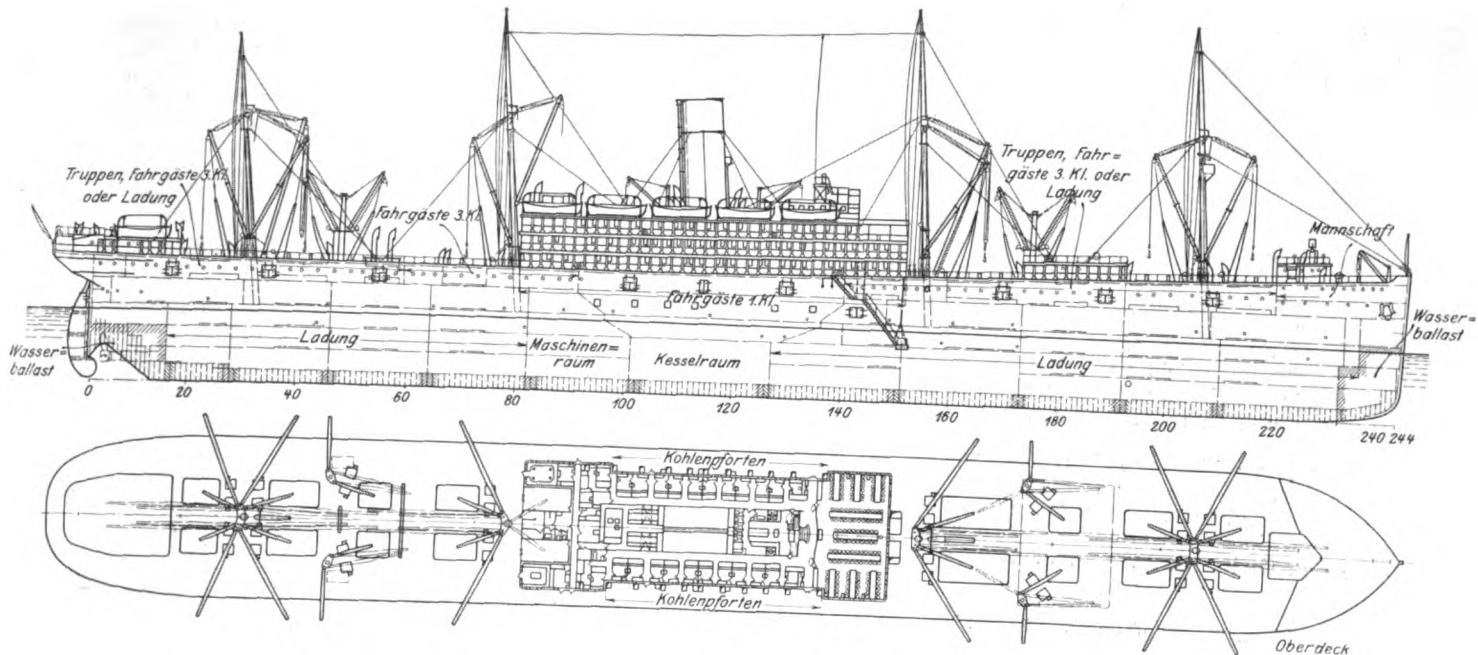 Truppen, Fahrgäste 3.Kl.
oder Ladung
Fahrgäste 3.Kl.
Truppen, Fahr=
gäste 3. Kl. oder
Ladung
Mannschaft
Fahrgäste 1.Kl.
Wasser=
ballast
Ladung
Maschinen=
raum
Kesselraum
Ladung
Wasser=
ballast
0 20 40 60 80 100 120 140 160 180 200 220 240 244
Kohlenpforten
Kohlenpforten
Oberdeck